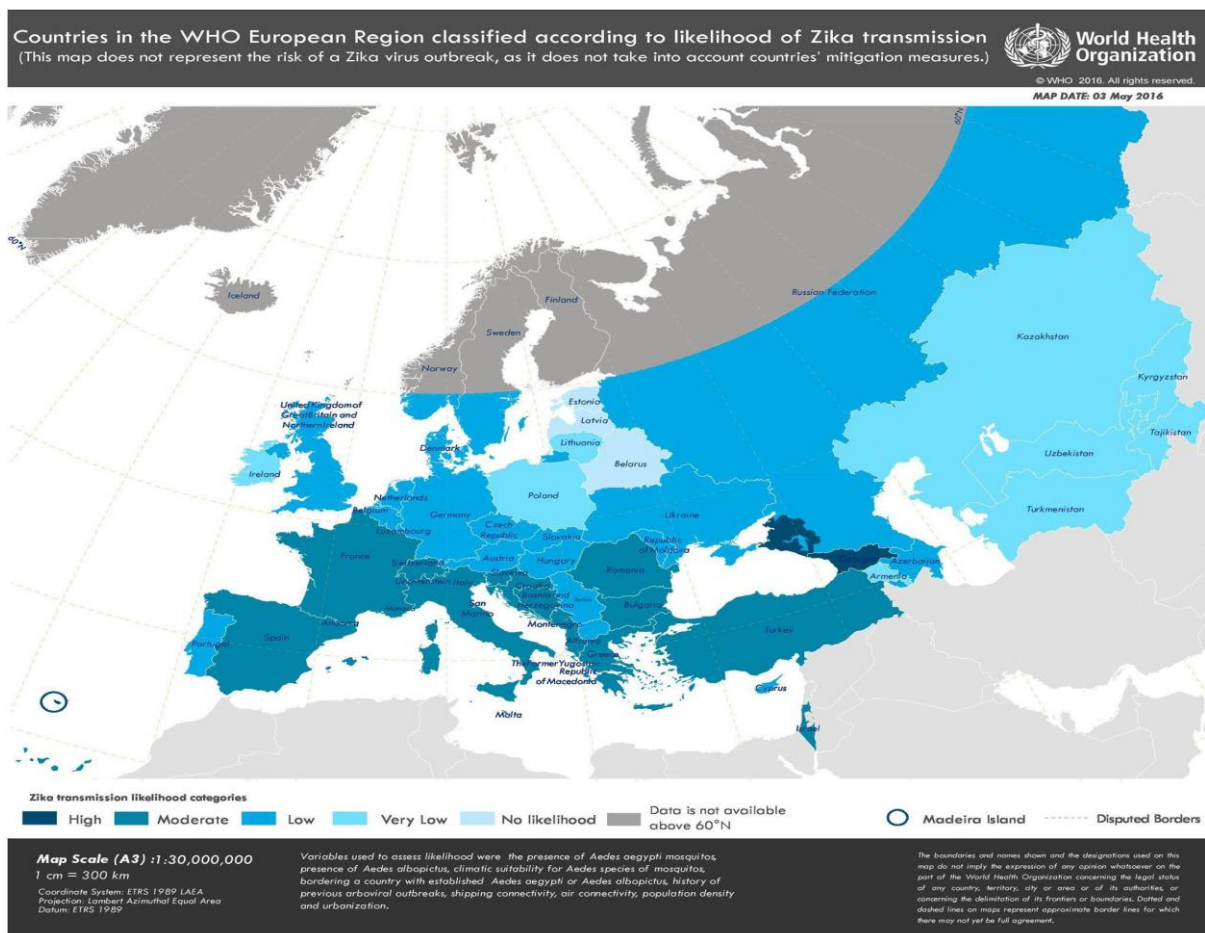 Countries in the WHO European Region classified according to likelihood of Zika transmission
(This map does not represent the risk of a Zika virus outbreak, as it does not take into account countries' mitigation measures.)
World Health
Organization
© WHO 2016. All rights reserved.
MAP DATE: 03 May 2016
60°N
60°N
Iceland
Finland
Sweden
Norway
Russian Federation
Kazakhstan
Kyrgyzstan
Tajikistan
Uzbekistan
Turkmenistan
Estonia
Latvia
Lithuania
Belarus
United Kingdom of
Great Britain and
Northern Ireland
Denmark
Ireland
Poland
Netherlands
Belgium
Germany
Luxembourg
Czech
Republic
Slovakia
Ukraine
Republic
of Moldova
France
Switzerland
Austria
Hungary
Liechtenstein
Italy
Slovenia
Romania
Croatia
Bosnia and
Herzegovina
Serbia
San
Marino
Monaco
Andorra
Montenegro
Bulgaria
Azerbaijan
Armenia
Portugal
Spain
Albania
Greece
Turkey
The Former Yugoslav
Republic
of Macedonia
Malta
Cyprus
Israel
Zika transmission likelihood categories
High
Moderate
Low
Very Low
No likelihood
Data is not available
above 60°N
Madeira Island
Disputed Borders
Map Scale (A3) :1:30,000,000
1 cm = 300 km
Coordinate System: ETRS 1989 LAEA
Projection: Lambert Azimuthal Equal Area
Datum: ETRS 1989
Variables used to assess likelihood were the presence of Aedes aegypti mosquitos,
presence of Aedes albopictus, climatic suitability for Aedes species of mosquitos,
bordering a country with established Aedes aegypti or Aedes albopictus, history of
previous arboviral outbreaks, shipping connectivity, air connectivity, population density
and urbanization.
The boundaries and names shown and the designations used on this
map do not imply the expression of any opinion whatsoever on the
part of the World Health Organization concerning the legal status
of any country, territory, city or area or of its authorities, or
concerning the delimitation of its frontiers or boundaries. Dotted and
dashed lines on maps represent approximate border lines for which
there may not yet be full agreement.